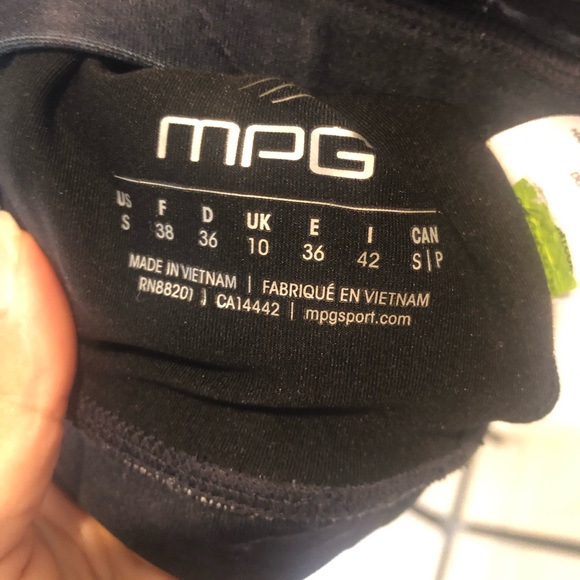 MPG
US F D UK E I CAN
S 38 36 10 36 42 S|P
MADE IN VIETNAM | FABRIQUÉ EN VIETNAM
RN88201 | CA14442 | mpgsport.com